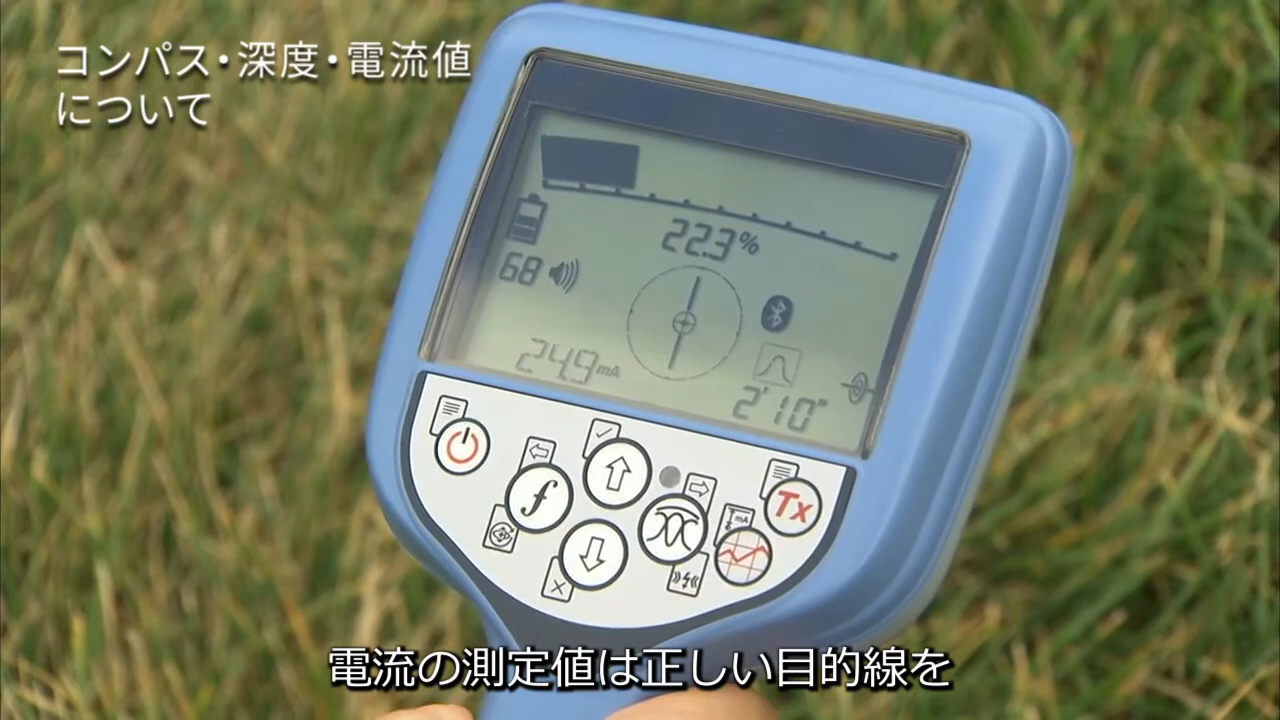 コンパス・深度・電流値
について
22.3%
68
24.9mA
2'10"
f
Tx
mA
電流の測定値は正しい目的線を